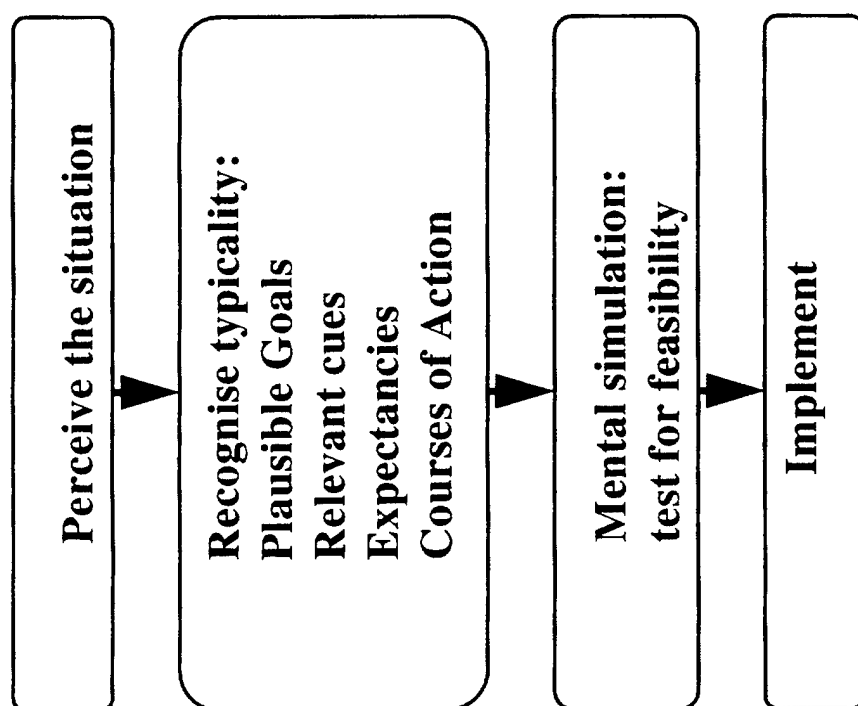 Perceive the situation
Recognise typicality:
Plausible Goals
Relevant cues
Expectancies
Courses of Action
Mental simulation:
test for feasibility
Implement